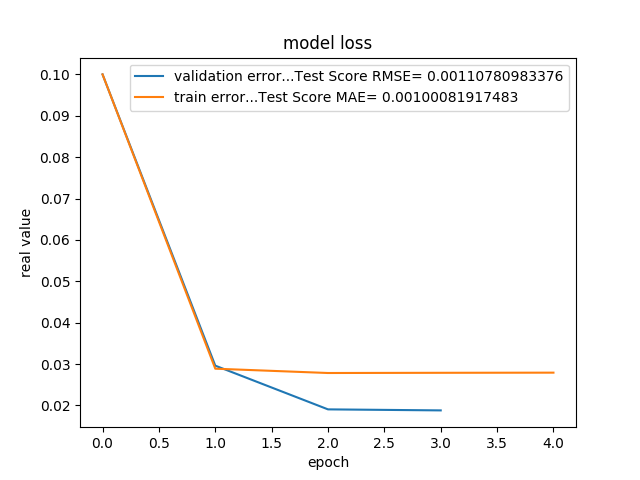 model loss
validation error...Test Score RMSE= 0.00110780983376
train error...Test Score MAE= 0.00100081917483
0.10
0.09
0.08
0.07
0.06
0.05
0.04
0.03
0.02
real value
0.0 0.5 1.0 1.5 2.0 2.5 3.0 3.5 4.0
epoch